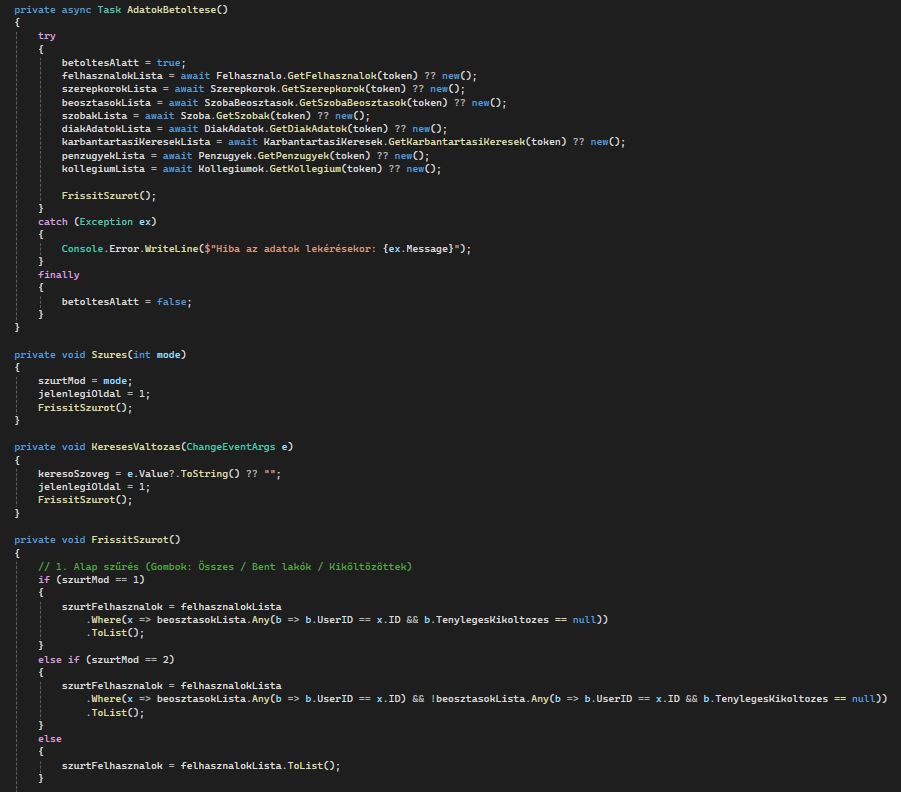 private async Task AdatokBetoltese()
{
try
{
betoltesAlatt = true;
felhasznalokLista = await Felhasznalo.GetFelhasznalok(token) ?? new();
szerepkorokLista = await Szerepkorok.GetSzerepkorok(token) ?? new();
beosztasokLista = await SzobaBeosztasok.GetSzobaBeosztasok(token) ?? new();
szobakLista = await Szoba.GetSzobak(token) ?? new();
diakAdatokLista = await DiakAdatok.GetDiakAdatok(token) ?? new();
karbantartasiKeresekLista = await KarbantartasiKeresek.GetKarbantartasiKeresek(token) ?? new();
penzugyekLista = await Penzugyek.GetPenzugyek(token) ?? new();
kollegiumLista = await Kollegiumok.GetKollegium(token) ?? new();
FrissitSzurot();
}
catch (Exception ex)
{
Console.Error.WriteLine($"Hiba az adatok lekérésekor: {ex.Message}");
}
finally
{
betoltesAlatt = false;
}
}
private void Szures(int mode)
{
szurtMod = mode;
jelenlegiOldal = 1;
FrissitSzurot();
}
private void KeresesValtozas(ChangeEventArgs e)
{
keresoSzoveg = e.Value?.ToString() ?? "";
jelenlegiOldal = 1;
FrissitSzurot();
}
private void FrissitSzurot()
{
// 1. Alap szűrés (Gombok: Összes / Bent lakók / Kiköltözöttek)
if (szurtMod == 1)
{
szurtFelhasznalok = felhasznalokLista
.Where(x => beosztasokLista.Any(b => b.UserID == x.ID && b.TenylegesKikoltozes == null))
.ToList();
}
else if (szurtMod == 2)
{
szurtFelhasznalok = felhasznalokLista
.Where(x => beosztasokLista.Any(b => b.UserID == x.ID) && !beosztasokLista.Any(b => b.UserID == x.ID && b.TenylegesKikoltozes == null))
.ToList();
}
else
{
szurtFelhasznalok = felhasznalokLista.ToList();
}